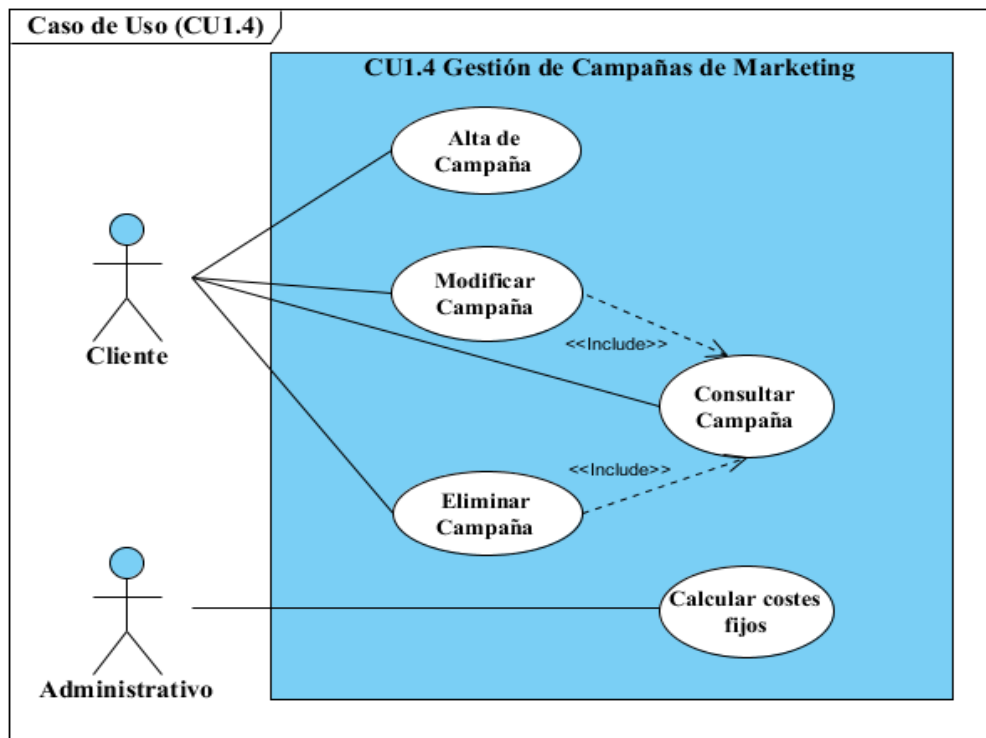 Caso de Uso (CU1.4)
CU1.4 Gestión de Campañas de Marketing
Alta de
Campaña
Modificar
Campaña
<<Include>>
Cliente
Consultar
Campaña
<<Include>>
Eliminar
Campaña
Calcular costes
fijos
Administrativo